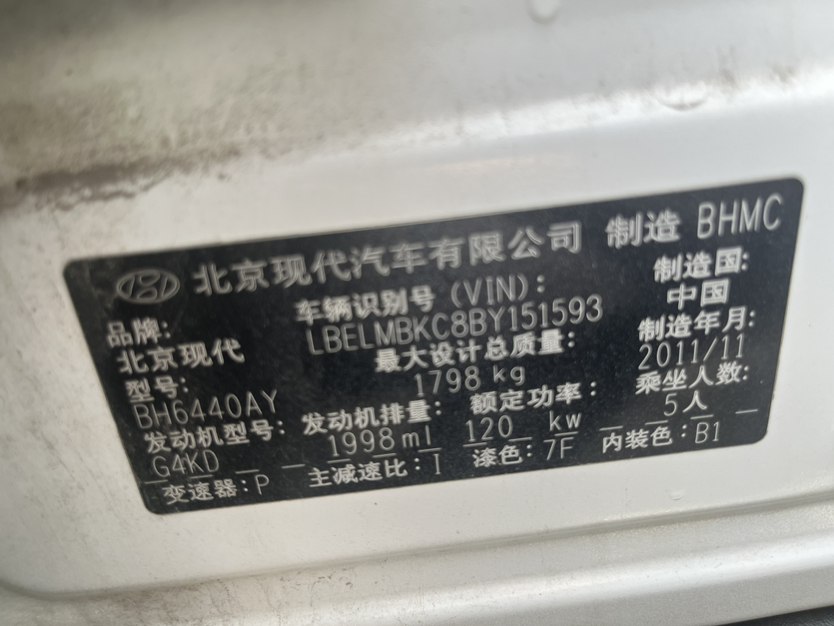 北京现代汽车有限公司 制造 BHMC
品牌: 车辆识别号 (VIN): 制造国:
北京现代 LBELMBKC8BY151593 中国
型号: 最大设计总质量: 制造年月:
BH6440AY 1798 kg 2011/11
发动机型号: 发动机排量: 额定功率: 乘坐人数:
G4KD 1998 ml 120 kw 5人
变速器: P 主减速比: I 漆色: 7F 内装色: B1